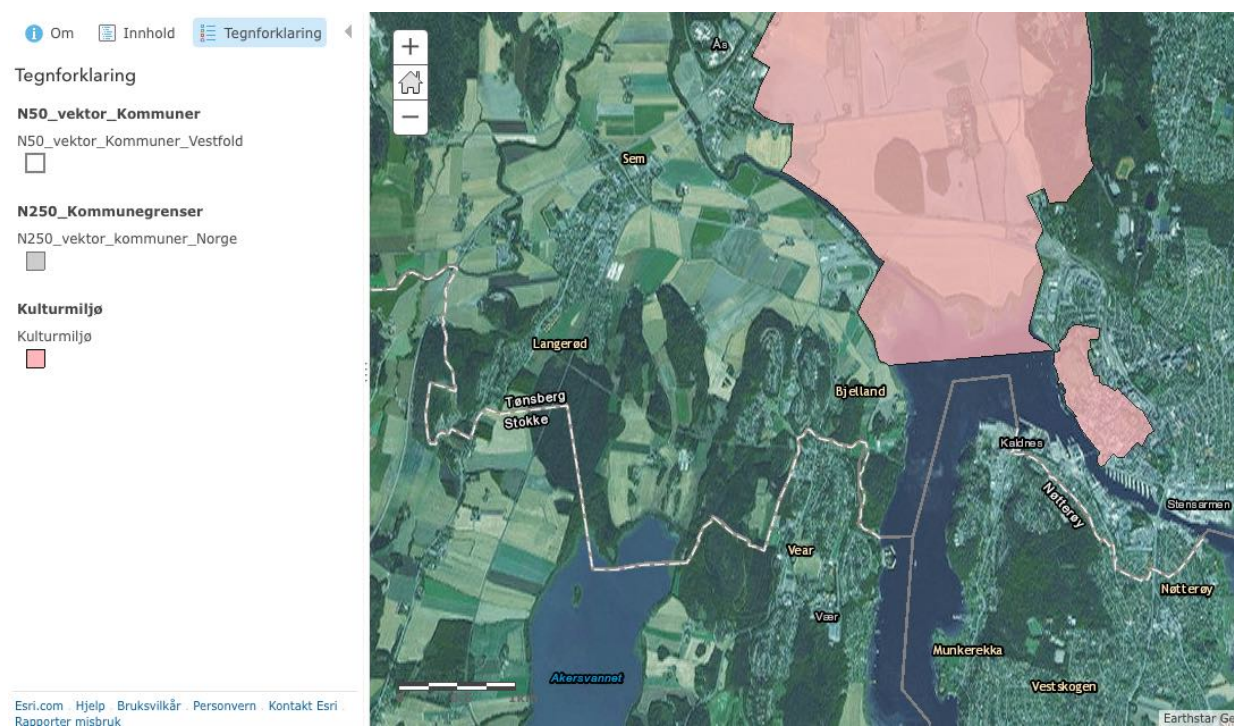 Om Innhold Tegnforklaring
Tegnforklaring
N50_vektor_Kommuner
N50_vektor_Kommuner_Vestfold
N250_Kommunegrenser
N250_vektor_kommuner_Norge
Kulturmiljø
Kulturmiljø
Esri.com . Hjelp . Bruksvilkår . Personvern . Kontakt Esri .
Rapporter misbruk
Ås
Sem
Langerød
Bjelland
Tønsberg
Stokke
Kaldnes
Nøtterøy
Stensarmen
Vear
Nøtterøy
Vær
Munkerekka
Akersvannet
Vestskogen
1km
Earthstar Ge